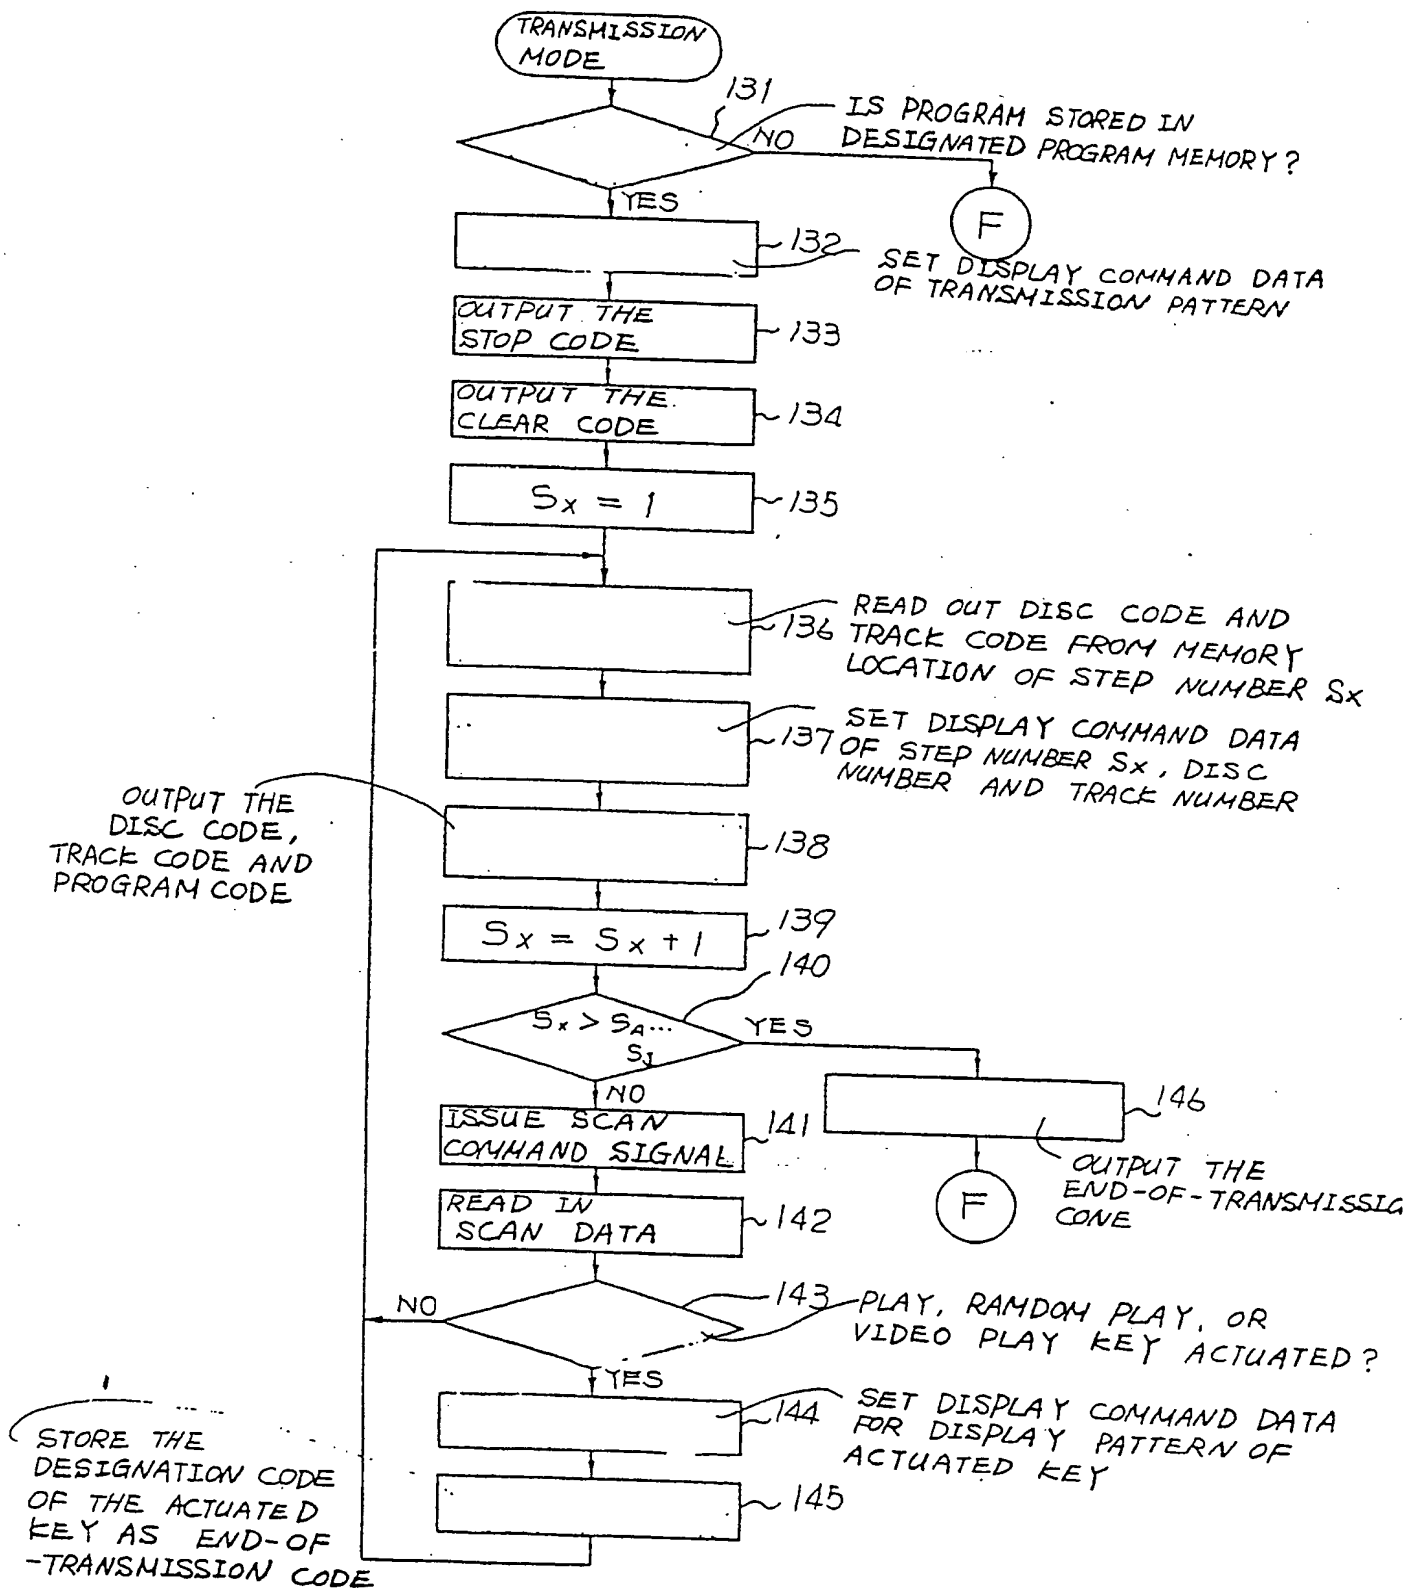 TRANSMISSION
MODE
131
IS PROGRAM STORED IN
DESIGNATED PROGRAM MEMORY?
NO
YES
F
132
SET DISPLAY COMMAND DATA
OF TRANSMISSION PATTERN
OUTPUT THE
STOP CODE
133
OUTPUT THE
CLEAR CODE
134
Sx = 1
135
136
READ OUT DISC CODE AND
TRACK CODE FROM MEMORY
LOCATION OF STEP NUMBER Sx
137
SET DISPLAY COMMAND DATA
OF STEP NUMBER Sx, DISC
NUMBER AND TRACK NUMBER
OUTPUT THE
DISC CODE,
TRACK CODE AND
PROGRAM CODE
138
Sx = Sx + 1
139
140
Sx > SA...
SJ
YES
NO
146
OUTPUT THE
END-OF-TRANSMISSIO
CONE
F
ISSUE SCAN
COMMAND SIGNAL
141
READ IN
SCAN DATA
142
143
NO
PLAY, RAMDOM PLAY, OR
VIDEO PLAY KEY ACTUATED?
YES
144
SET DISPLAY COMMAND DATA
FOR DISPLAY PATTERN OF
ACTUATED KEY
145
STORE THE
DESIGNATION CODE
OF THE ACTUATED
KEY AS END-OF
-TRANSMISSION CODE